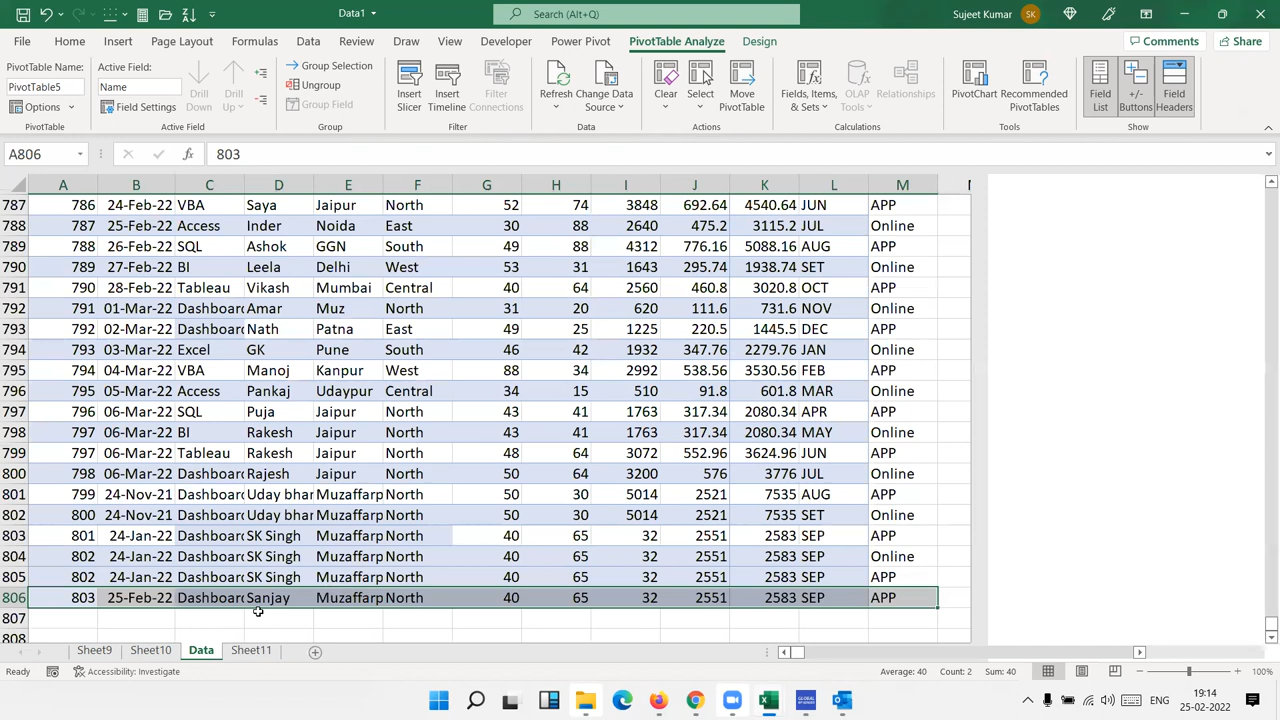 Data1
Search (Alt+Q)
Sujeet Kumar SK
File Home Insert Page Layout Formulas Data Review View Draw Developer Power Pivot PivotTable Analyze Design Comments Share
PivotTable Name:
PivotTable5
Options
PivotTable
Active Field:
Name
Field Settings
Drill Down
Drill Up
Active Field
Group Selection
Ungroup
Group Field
Group
Insert Slicer
Insert Timeline
Filter Connections
Filter
Refresh
Change Data Source
Data
Clear
Select
Move PivotTable
Actions
Fields, Items, & Sets
OLAP Tools
Relationships
Calculations
PivotChart
Recommended PivotTables
Tools
Field List
+/- Buttons
Field Headers
Show
A806 fx 803
A B C D E F G H I J K L M N
787 786 24-Feb-22 VBA Saya Jaipur North 52 74 3848 692.64 4540.64 JUN APP
788 787 25-Feb-22 Access Inder Noida East 30 88 2640 475.2 3115.2 JUL Online
789 788 26-Feb-22 SQL Ashok GGN South 49 88 4312 776.16 5088.16 AUG APP
790 789 27-Feb-22 BI Leela Delhi West 53 31 1643 295.74 1938.74 SET Online
791 790 28-Feb-22 Tableau Vikash Mumbai Central 40 64 2560 460.8 3020.8 OCT APP
792 791 01-Mar-22 Dashboard Amar Muz North 31 20 620 111.6 731.6 NOV Online
793 792 02-Mar-22 Dashboard Nath Patna East 49 25 1225 220.5 1445.5 DEC APP
794 793 03-Mar-22 Excel GK Pune South 46 42 1932 347.76 2279.76 JAN Online
795 794 03-Mar-22 VBA Manoj Kanpur West 88 34 2992 538.56 3530.56 FEB APP
796 795 05-Mar-22 Access Pankaj Udaypur Central 34 15 510 91.8 601.8 MAR Online
797 796 06-Mar-22 SQL Puja Jaipur North 43 41 1763 317.34 2080.34 APR APP
798 797 06-Mar-22 BI Rakesh Jaipur North 43 41 1763 317.34 2080.34 MAY Online
799 797 06-Mar-22 Tableau Rakesh Jaipur North 48 64 3072 552.96 3624.96 JUN APP
800 798 06-Mar-22 Dashboard Rajesh Jaipur North 50 64 3200 576 3776 JUL Online
801 799 24-Nov-21 Dashboard Uday bhar Muzaffarp North 50 30 5014 2521 7535 AUG APP
802 800 24-Nov-21 Dashboard Uday bhar Muzaffarp North 50 30 5014 2521 7535 SET Online
803 801 24-Jan-22 Dashboard SK Singh Muzaffarp North 40 65 32 2551 2583 SEP APP
804 802 24-Jan-22 Dashboard SK Singh Muzaffarp North 40 65 32 2551 2583 SEP Online
805 802 24-Jan-22 Dashboard SK Singh Muzaffarp North 40 65 32 2551 2583 SEP APP
806 803 25-Feb-22 Dashboard Sanjay Muzaffarp North 40 65 32 2551 2583 SEP APP
807
808
Sheet9 Sheet10 Data Sheet11
Ready Accessibility: Investigate Average: 40 Count: 2 Sum: 40 100%
ENG 19:14
25-02-2022